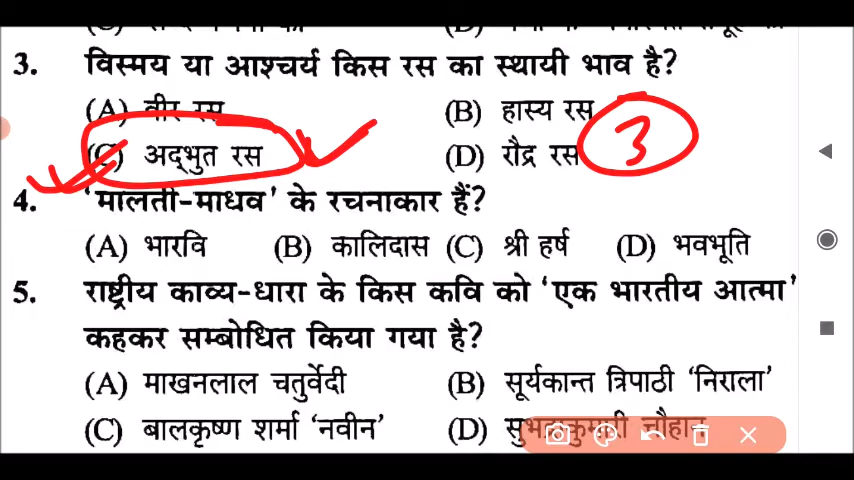 3. विस्मय या आश्चर्य किस रस का स्थायी भाव है?
(A) वीर रस (B) हास्य रस
(C) अद्भुत रस (D) रौद्र रस
3
4. 'मालती-माधव' के रचनाकार हैं?
(A) भारवि (B) कालिदास (C) श्री हर्ष (D) भवभूति
5. राष्ट्रीय काव्य-धारा के किस कवि को 'एक भारतीय आत्मा'
कहकर सम्बोधित किया गया है?
(A) माखनलाल चतुर्वेदी (B) सूर्यकान्त त्रिपाठी 'निराला'
(C) बालकृष्ण शर्मा 'नवीन' (D) सुभद्राकुमारी चौहान